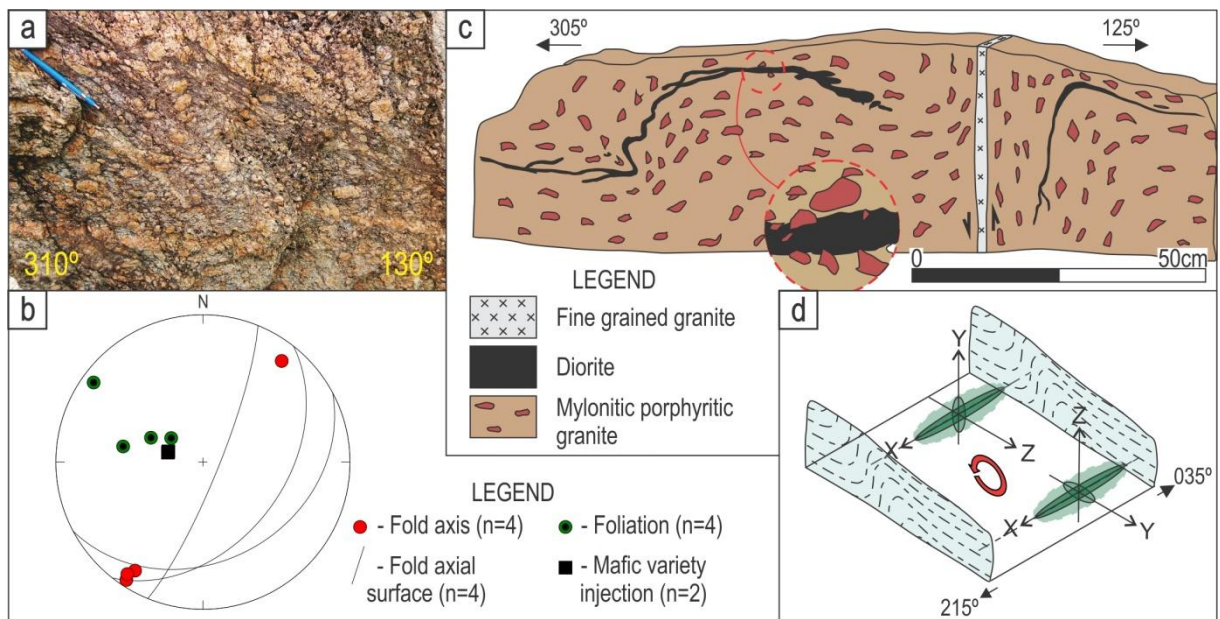 a
310º
130º
b
N
LEGEND
- Fold axis (n=4)
- Foliation (n=4)
- Fold axial
surface (n=4)
- Mafic variety
injection (n=2)
c
305º
125º
0
50cm
LEGEND
Fine grained granite
Diorite
Mylonitic porphyritic
granite
d
Y
X
Z
Z
X
Y
035º
215º